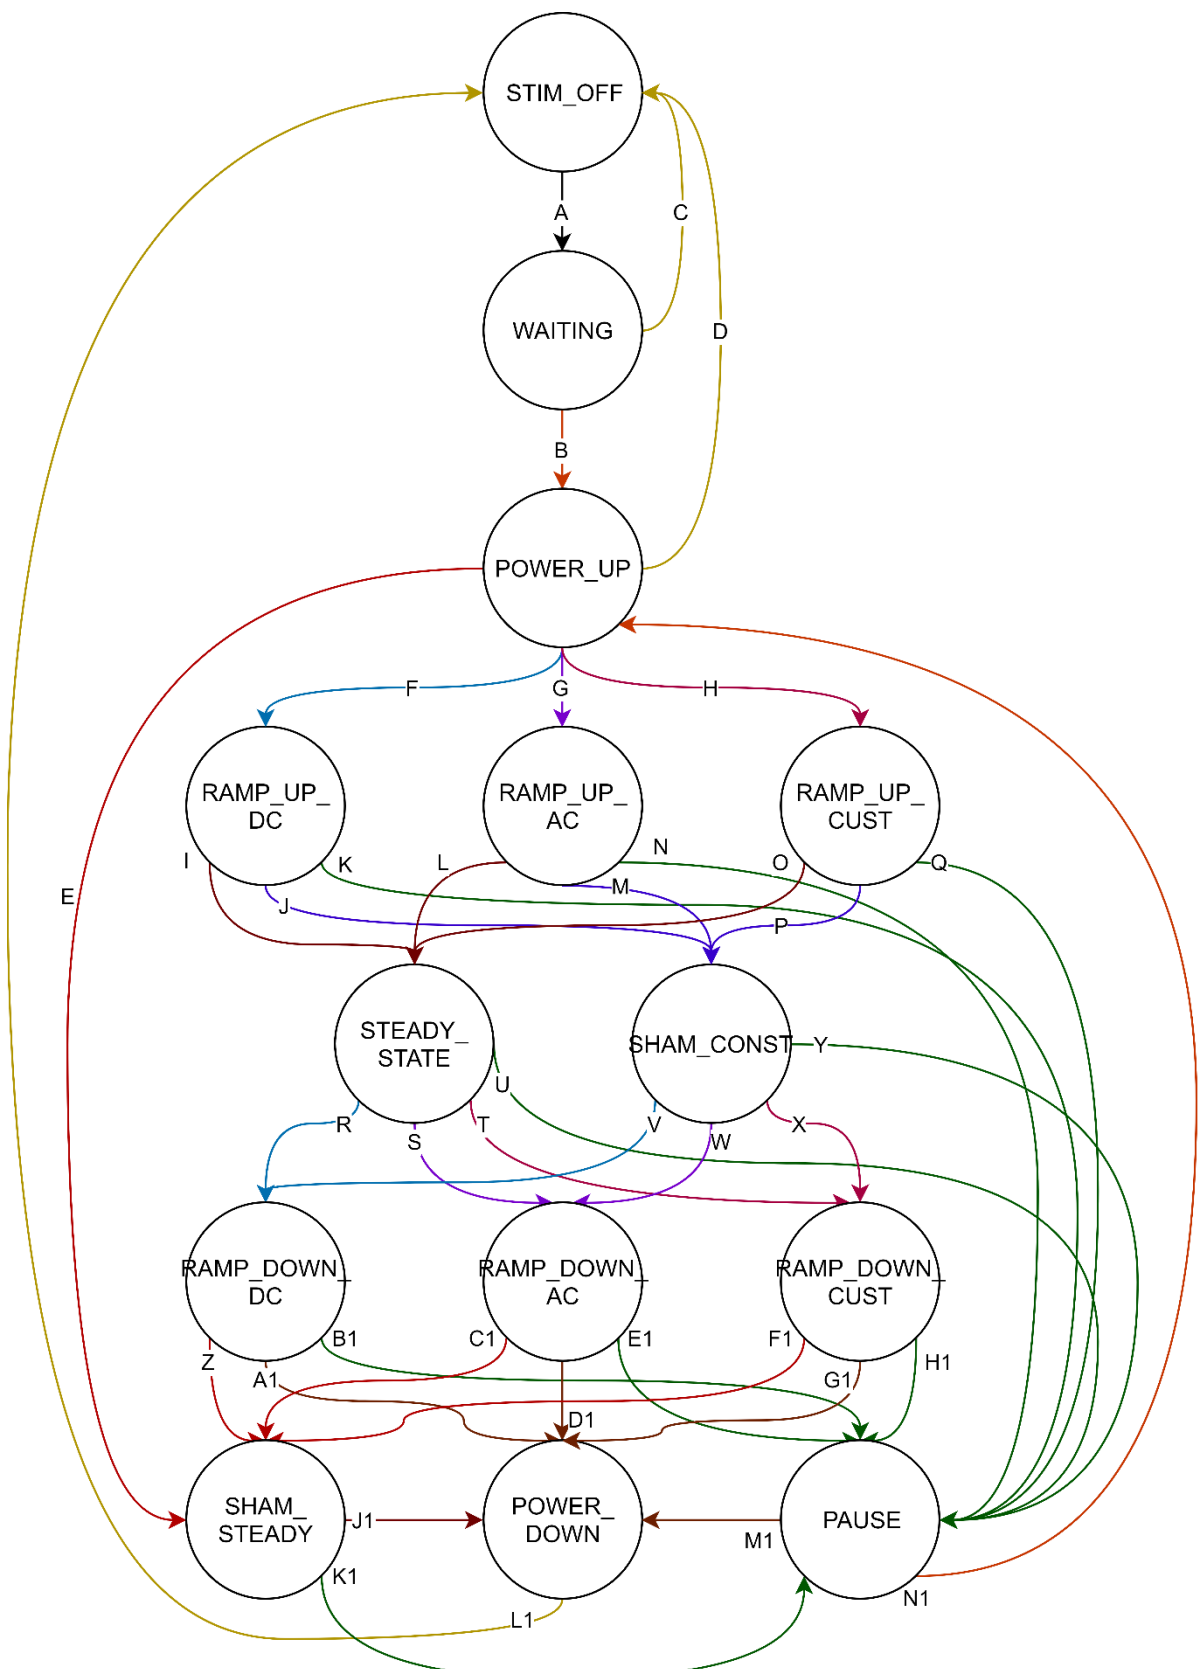 STIM_OFF
A
C
WAITING
D
B
POWER_UP
F
G
H
RAMP_UP_
DC
RAMP_UP_
AC
RAMP_UP_
CUST
I
K
L
N
O
Q
E
J
M
P
STEADY_
STATE
SHAM_CONST
Y
U
R
S
T
V
W
X
RAMP_DOWN_
DC
RAMP_DOWN_
AC
RAMP_DOWN_
CUST
Z
B1
C1
E1
F1
H1
A1
D1
G1
SHAM_
STEADY
J1
POWER_
DOWN
M1
PAUSE
K1
L1
N1